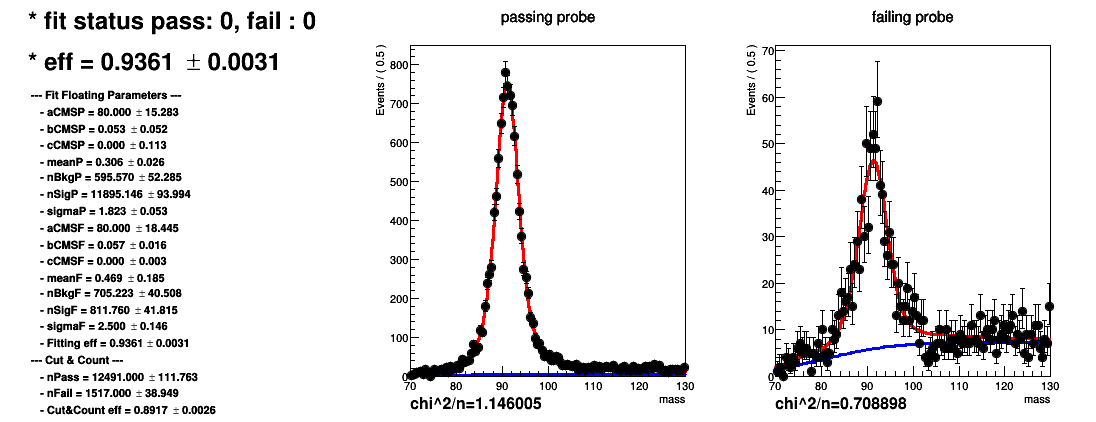 * fit status pass: 0, fail : 0
* eff = 0.9361 ± 0.0031
--- Fit Floating Parameters ---
- aCMSP = 80.000 ± 15.283
- bCMSP = 0.053 ± 0.052
- cCMSP = 0.000 ± 0.113
- meanP = 0.306 ± 0.026
- nBkgP = 595.570 ± 52.285
- nSigP = 11895.146 ± 93.994
- sigmaP = 1.823 ± 0.053
- aCMSF = 80.000 ± 18.445
- bCMSF = 0.057 ± 0.016
- cCMSF = 0.000 ± 0.003
- meanF = 0.469 ± 0.185
- nBkgF = 705.223 ± 40.508
- nSigF = 811.760 ± 41.815
- sigmaF = 2.500 ± 0.146
- Fitting eff = 0.9361 ± 0.0031
--- Cut & Count ---
- nPass = 12491.000 ± 111.763
- nFail = 1517.000 ± 38.949
- Cut&Count eff = 0.8917 ± 0.0026
passing probe
Events / ( 0.5 )
800
700
600
500
400
300
200
100
0
70 80 90 100 110 120 130
mass
chi^2/n=1.146005
failing probe
Events / ( 0.5 )
70
60
50
40
30
20
10
0
70 80 90 100 110 120 130
mass
chi^2/n=0.708898